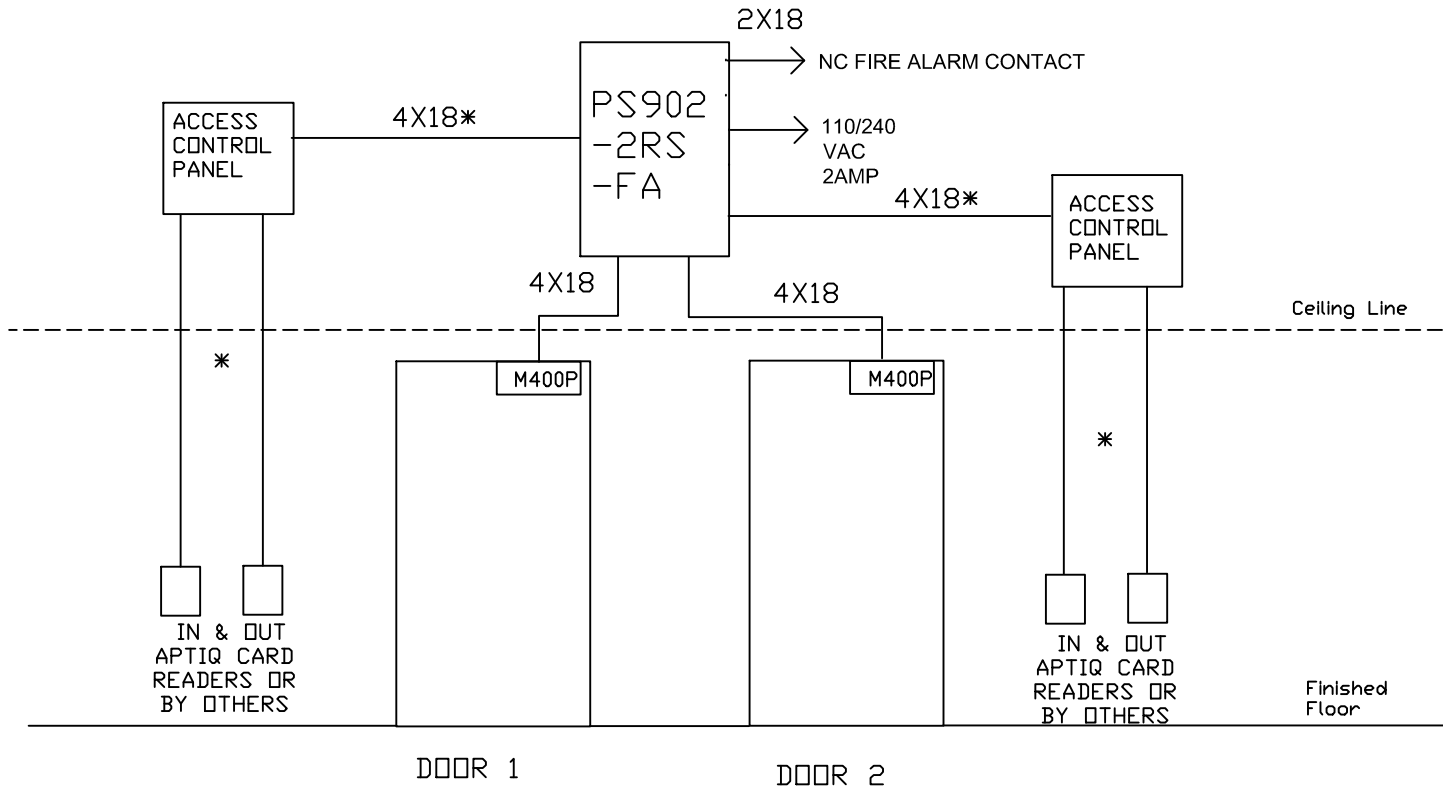 2X18
NC FIRE ALARM CONTACT
PS902
-2RS
-FA
ACCESS
CONTROL
PANEL
4X18*
110/240
VAC
2AMP
4X18*
ACCESS
CONTROL
PANEL
4X18
4X18
Ceiling Line
*
M400P
M400P
*
IN & OUT
APTIQ CARD
READERS OR
BY OTHERS
IN & OUT
APTIQ CARD
READERS OR
BY OTHERS
Finished
Floor
DOOR 1
DOOR 2